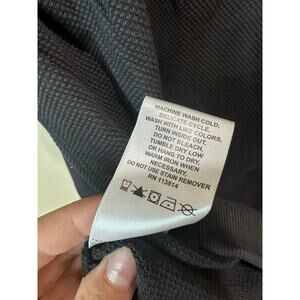 MACHINE WASH COLD,
DELICATE CYCLE,
WASH WITH LIKE COLORS,
TURN INSIDE OUT,
DO NOT BLEACH,
TUMBLE DRY LOW
OR HANG TO DRY,
WARM IRON WHEN
NECESSARY,
DO NOT USE STAIN REMOVER
RN 113814